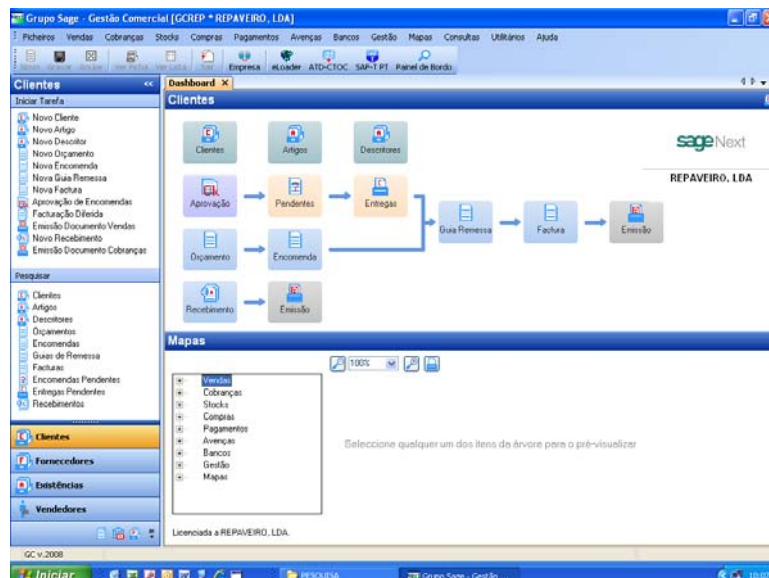 Grupo Sage - Gestão Comercial [GCREP * REPAVEIRO, LDA]
Ficheiros Vendas Cobranças Stocks Compras Pagamentos Avenças Bancos Gestão Mapas Consultas Utilitários Ajuda
Empresa eLoader ATD-CTOC SAF-T PT Painel de Bordo
Clientes <<
Iniciar Tarefa
Novo Cliente
Novo Artigo
Novo Descritor
Novo Orçamento
Nova Encomenda
Nova Guia Remessa
Nova Factura
Aprovação de Encomendas
Facturação Diferida
Emissão Documento Vendas
Novo Recebimento
Emissão Documento Cobranças
Pesquisar
Clientes
Artigos
Descritores
Orçamentos
Encomendas
Guias de Remessa
Facturas
Encomendas Pendentes
Entregas Pendentes
Recebimentos
Clientes
Fornecedores
Existências
Vendedores
Dashboard X
Clientes
Clientes Artigos Descritores
sage Next
REPAVEIRO, LDA
Aprovação Pendentes Entregas
Guia Remessa Factura Emissão
Orçamento Encomenda
Recebimento Emissão
Mapas
100%
Vendas
Cobranças
Stocks
Compras
Pagamentos
Avenças
Bancos
Gestão
Mapas
Seleccione qualquer um dos itens da árvore para o pré-visualizar
Licenciada a REPAVEIRO, LDA.
GC v.2008
Iniciar PESQUISA Grupo Sage - Gestão ...